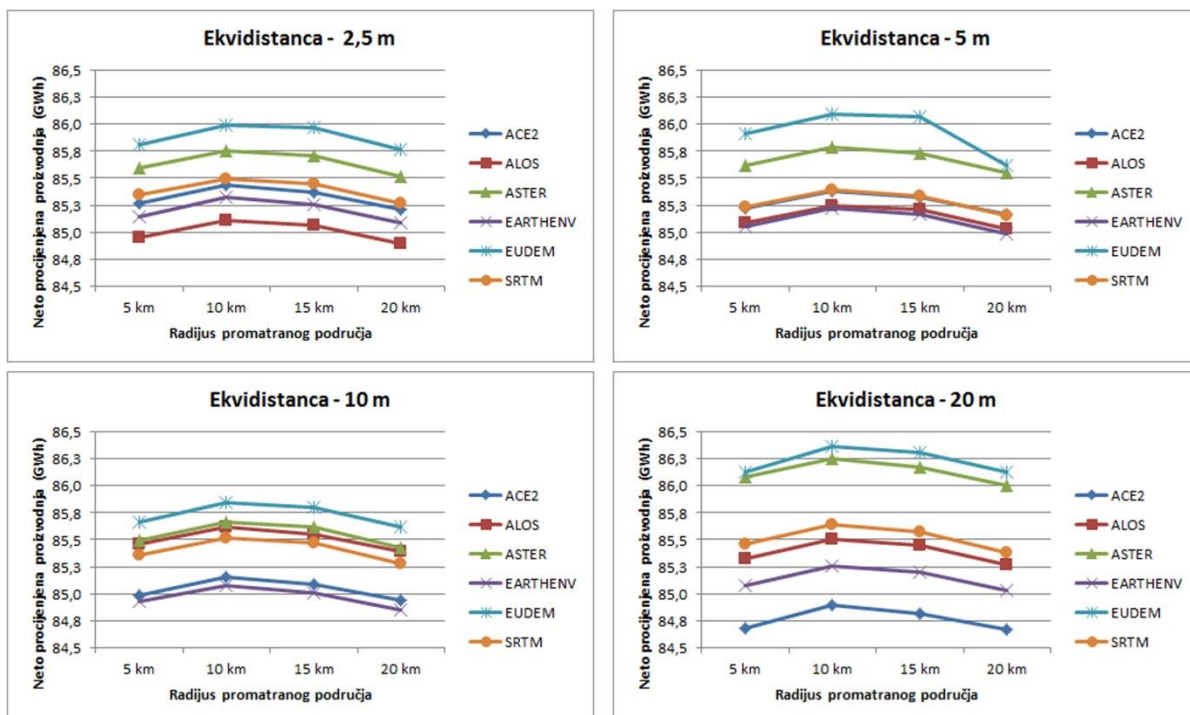 Ekvidistanca - 2,5 m
Neto procijenjena proizvodnja (GWh)
86,5
86,3
86,0
85,8
85,5
85,3
85,0
84,8
84,5
5 km 10 km 15 km 20 km
Radijus promatranog područja
ACE2
ALOS
ASTER
EARTHENV
EUDEM
SRTM
Ekvidistanca - 5 m
Neto procijenjena proizvodnja (GWh)
86,5
86,3
86,0
85,8
85,5
85,3
85,0
84,8
84,5
5 km 10 km 15 km 20 km
Radijus promatranog područja
ACE2
ALOS
ASTER
EARTHENV
EUDEM
SRTM
Ekvidistanca - 10 m
Neto procijenjena proizvodnja (GWh)
86,5
86,3
86,0
85,8
85,5
85,3
85,0
84,8
84,5
5 km 10 km 15 km 20 km
Radijus promatranog područja
ACE2
ALOS
ASTER
EARTHENV
EUDEM
SRTM
Ekvidistanca - 20 m
Neto procijenjena proizvodnja (GWh)
86,5
86,3
86,0
85,8
85,5
85,3
85,0
84,8
84,5
5 km 10 km 15 km 20 km
Radijus promatranog područja
ACE2
ALOS
ASTER
EARTHENV
EUDEM
SRTM